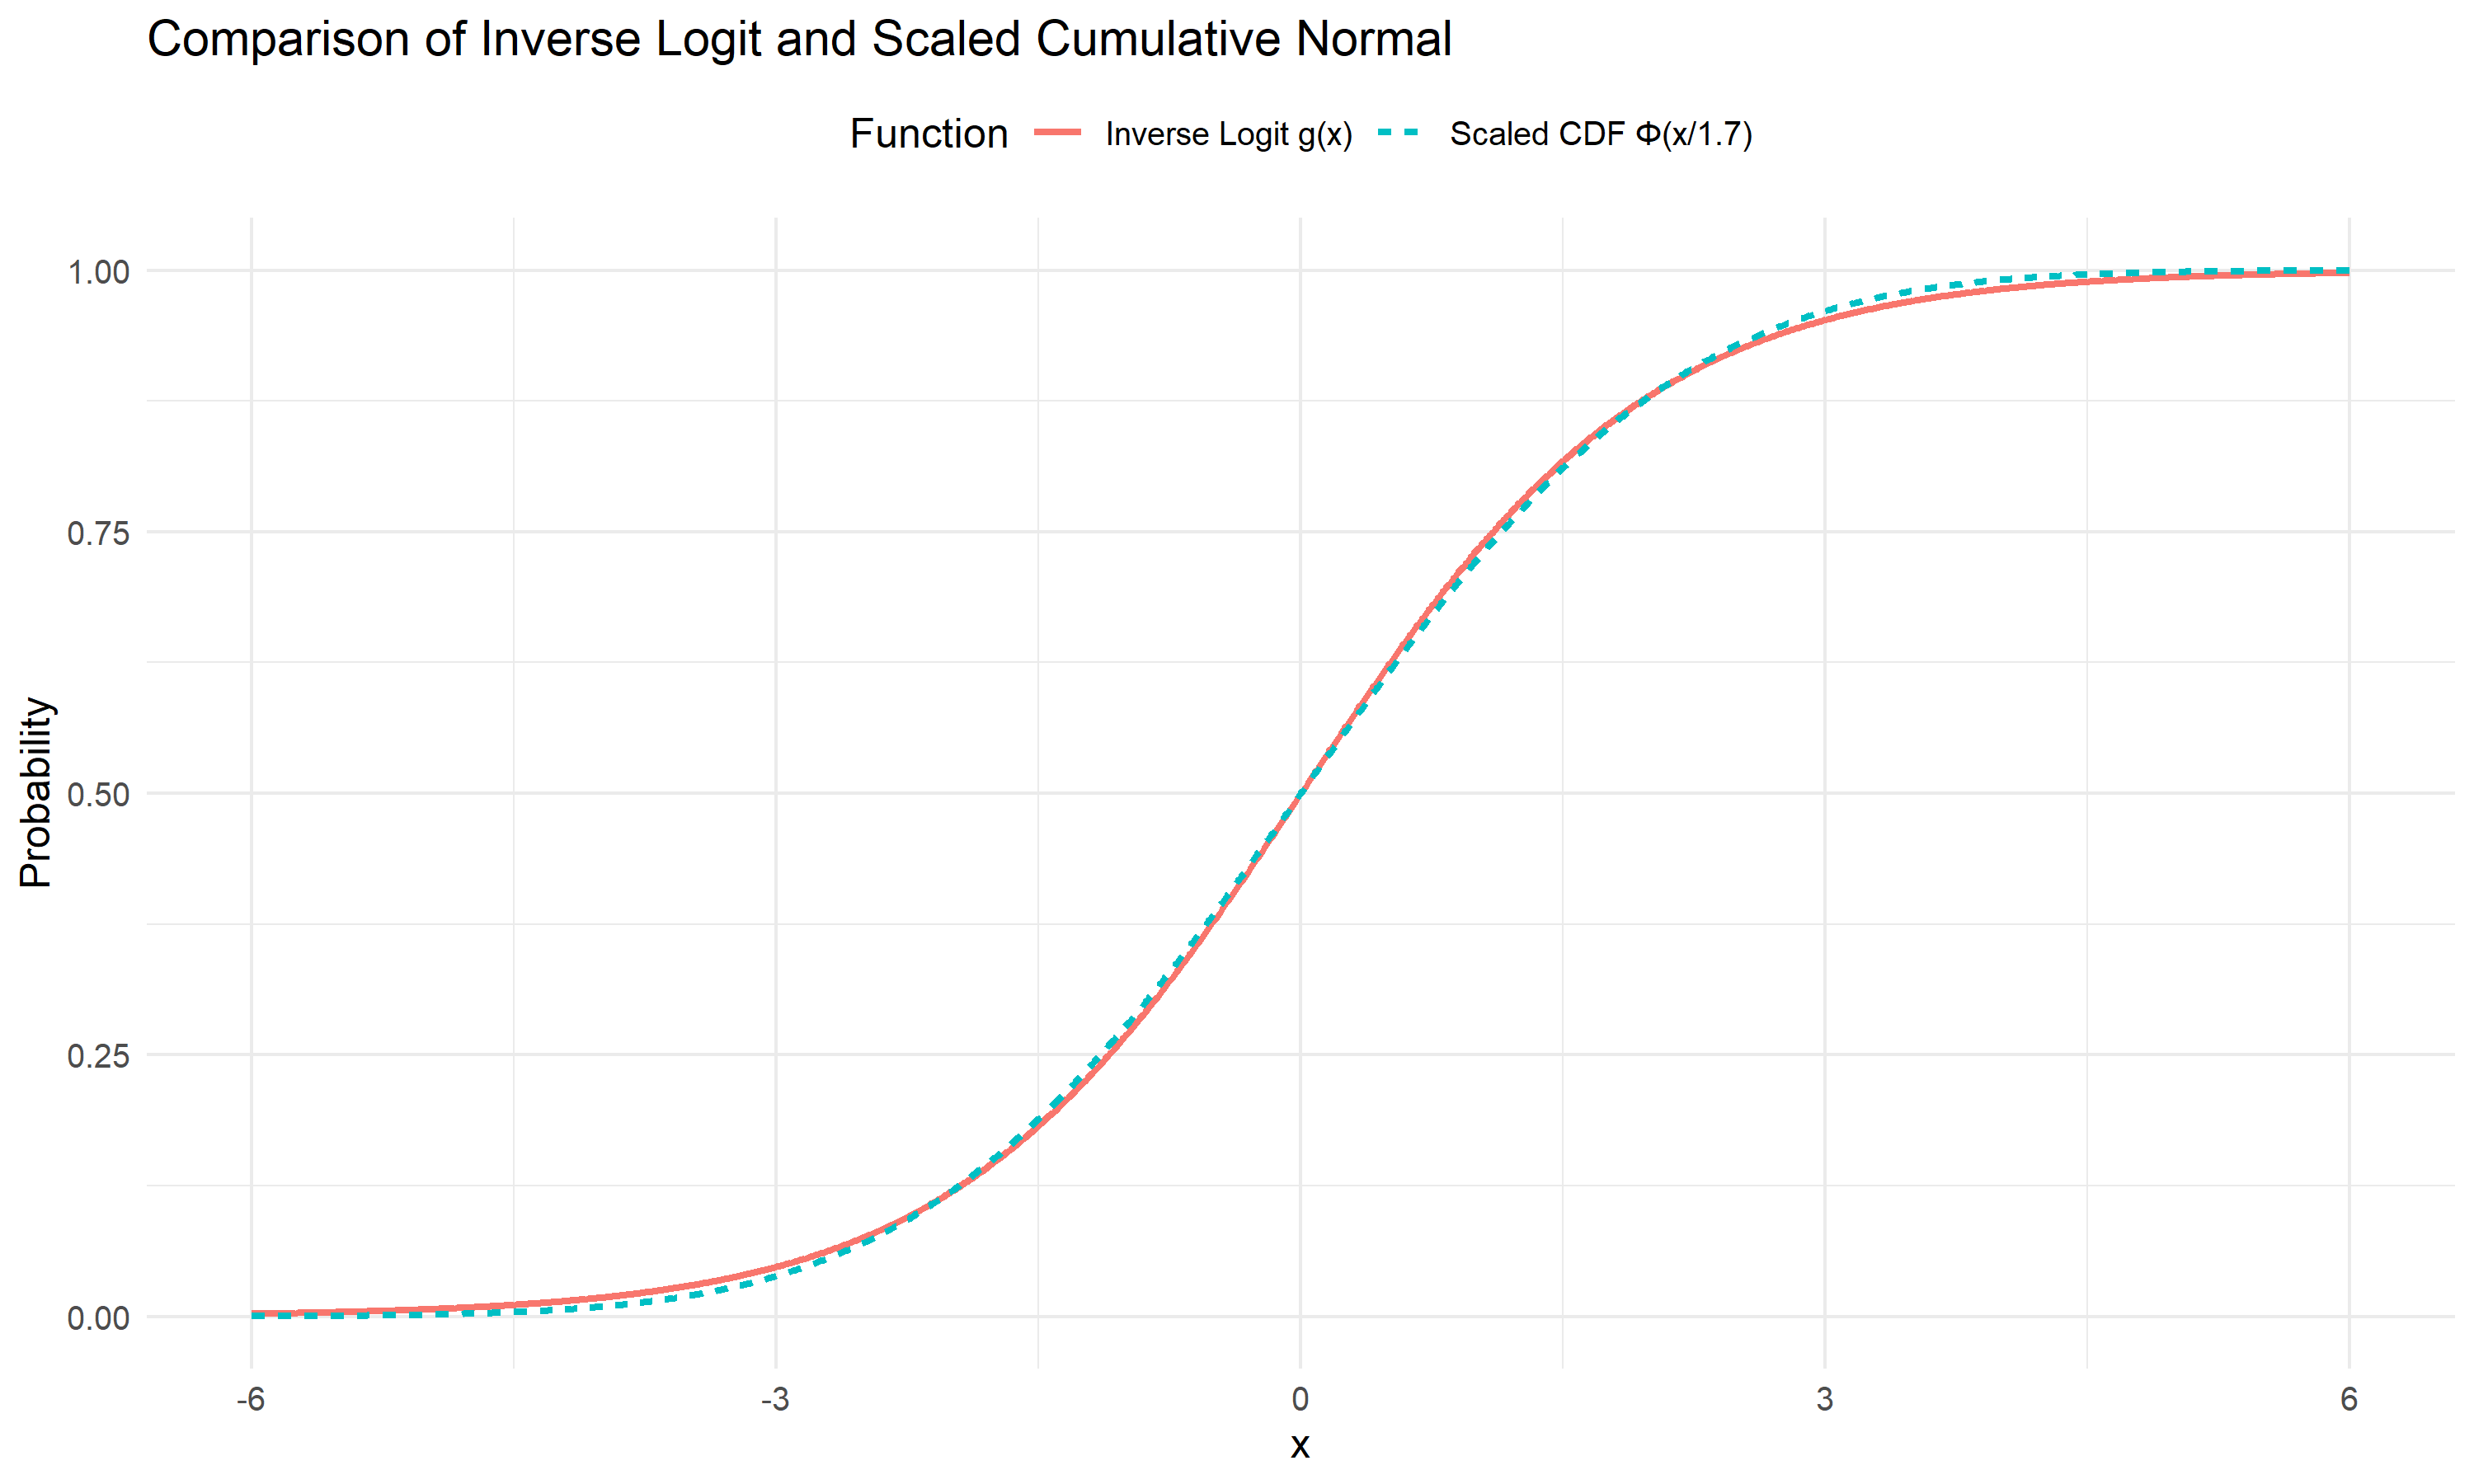 Comparison of Inverse Logit and Scaled Cumulative Normal
Function Inverse Logit g(x) Scaled CDF Φ(x/1.7)
Probability
1.00
0.75
0.50
0.25
0.00
-6 -3 0 3 6
x